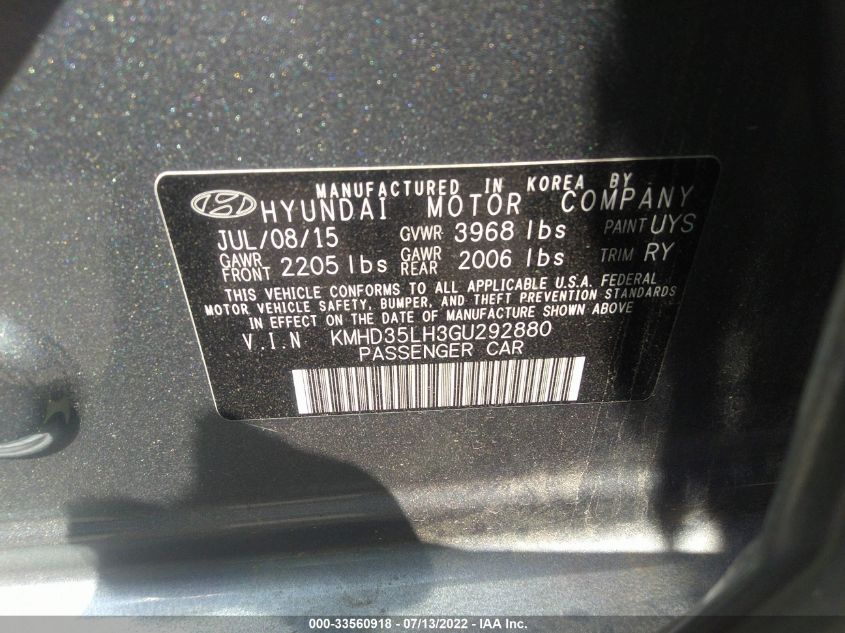 MANUFACTURED IN KOREA BY
HYUNDAI MOTOR COMPANY
JUL/08/15 GVWR 3968 lbs PAINT UYS
GAWR FRONT 2205 lbs GAWR REAR 2006 lbs TRIM RY
THIS VEHICLE CONFORMS TO ALL APPLICABLE U.S.A. FEDERAL
MOTOR VEHICLE SAFETY, BUMPER, AND THEFT PREVENTION STANDARDS
IN EFFECT ON THE DATE OF MANUFACTURE SHOWN ABOVE
V.I.N KMHD35LH3GU292880
PASSENGER CAR
000-33560918 - 07/13/2022 - IAA Inc.